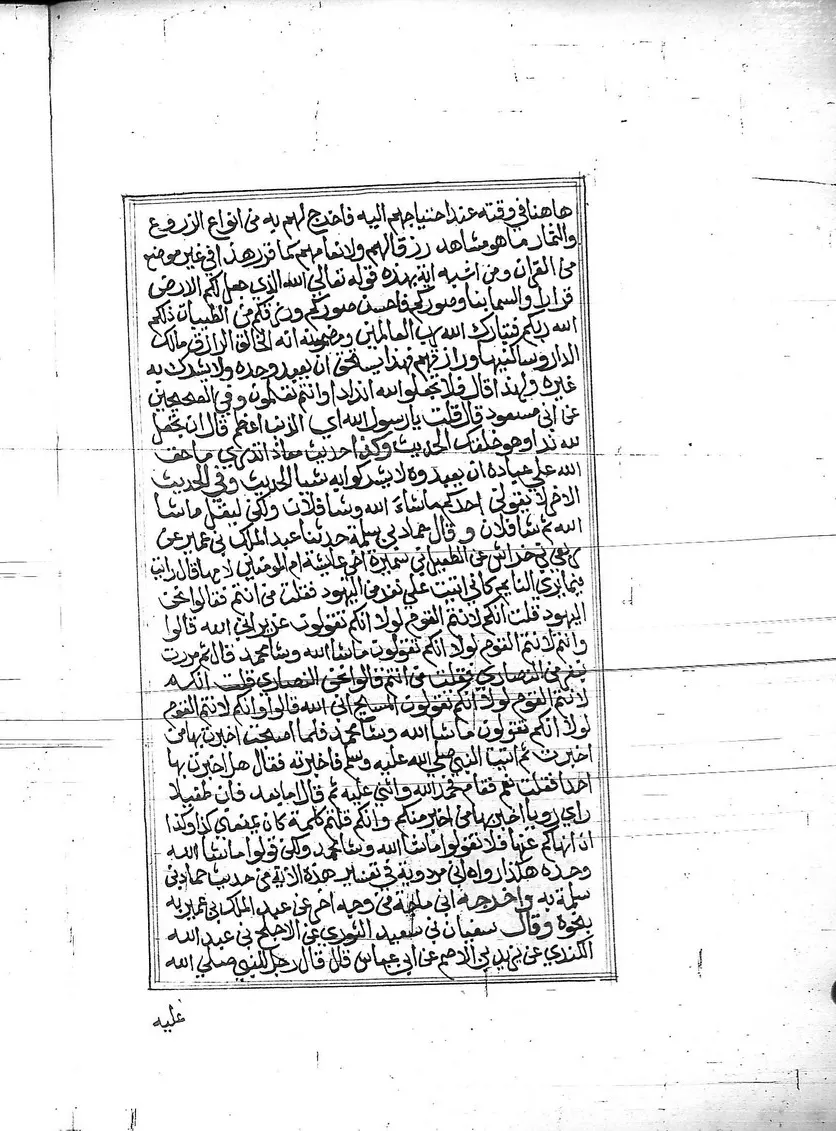 هاهنا في وقته عند احتياجهم اليه فاخرج لهم به من انواع الزروع
والثمار ما هو مشاهد رزقا لهم ولانعامهم كما قرر هذا في غير موضع
من القران ومن اشبه اية بهذه قوله تعالى الله الذي جعل لكم الارض
قرارا والسما بنا وصوركم فاحسن صوركم ورزقكم من الطيبات ذلكم
الله ربكم فتبارك الله رب العالمين ومضمونه انه الخالق الرازق مالك
الدار وساكنيها ورازقهم فبهذا يستحق ان يعبد وحده ولا يشرك به
غيره ولهذا قال فلا تجعلوا لله اندادا وانتم تعلمون وفي الصحيحين
عن ابي مسعود قال قلت يا رسول الله اي الذنب اعظم قال ان تجعل
لله ندا وهو خلقك الحديث وكذا حديث معاذ اتدري ما حق
الله على عباده ان يعبدوه لا يشركوا به شيا الحديث وفي الحديث
الاخر لا يقولن احدكم ماشاء الله وشا فلان ولكن ليقل ما شا
الله ثم شا فلان وقال حماد بن سلمة حدثنا عبد الملك بن عمير عن
ربعي بن حراش عن الطفيل بن سخبرة اخي عايشة ام المومنين لامها قال رايت
فيما يرى النايم كاني اتيت على نفر من اليهود فقلت من انتم فقالوا نحن
اليهود قلت انكم لانتم القوم لولا انكم تقولون عزير ابن الله قالوا
وانتم لانتم القوم لولا انكم تقولون ما شا الله وشا محمد قال ثم مررت
بنفر من النصارى فقلت من انتم قالوا نحن النصارى قلت انكم
لانتم القوم لولا انكم تقولون المسيح ابن الله قالوا وانكم لانتم القوم
لولا انكم تقولون ما شا الله وشا محمد فلما اصبحت اخبرت بها من
اخبرت ثم اتيت النبي صلى الله عليه وسلم فاخبرته فقال هل اخبرت بها
احدا فقلت نعم فقام فحمد الله واثنى عليه ثم قال اما بعد فان طفيلا
راى رويا اخبر بها من اخبر منكم وانكم قلتم كلمة كان يمنعني كذا وكذا
ان انهاكم عنها فلا تقولوا ما شا الله وشا محمد ولكن قولوا ما شا الله
وحده هكذا رواه ابن مردوية في تفسير هذه الاية من حديث حماد بن
سلمة به واخرجه ابن ماجة من وجه اخر عن عبد الملك بن عمير به
بنحوه وقال سفيان بن سعيد الثوري عن الاجلح بن عبد الله
الكندي عن يزيد بن الاصم عن ابن عباس قال قال رجل للنبي صلى الله
عليه